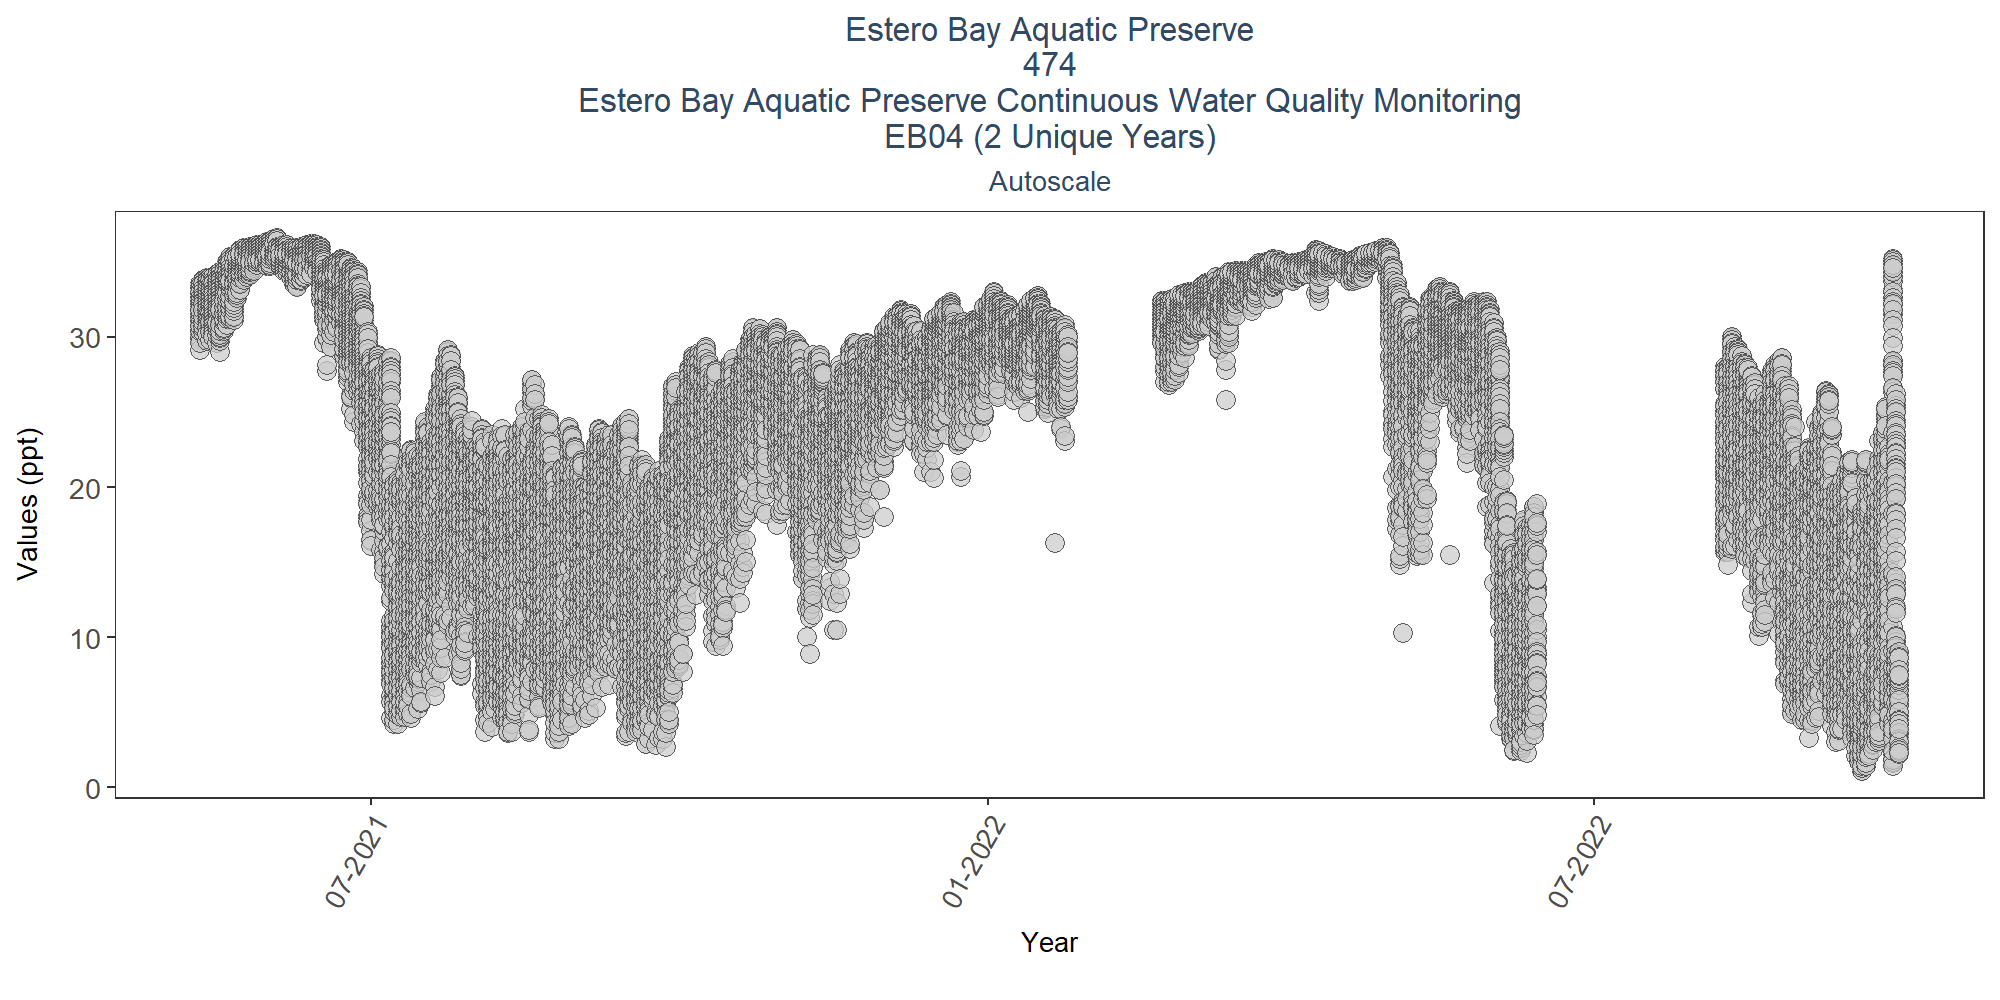 Estero Bay Aquatic Preserve
474
Estero Bay Aquatic Preserve Continuous Water Quality Monitoring
EB04 (2 Unique Years)
Autoscale
Values (ppt)
30
20
10
0
07-2021
01-2022
07-2022
Year